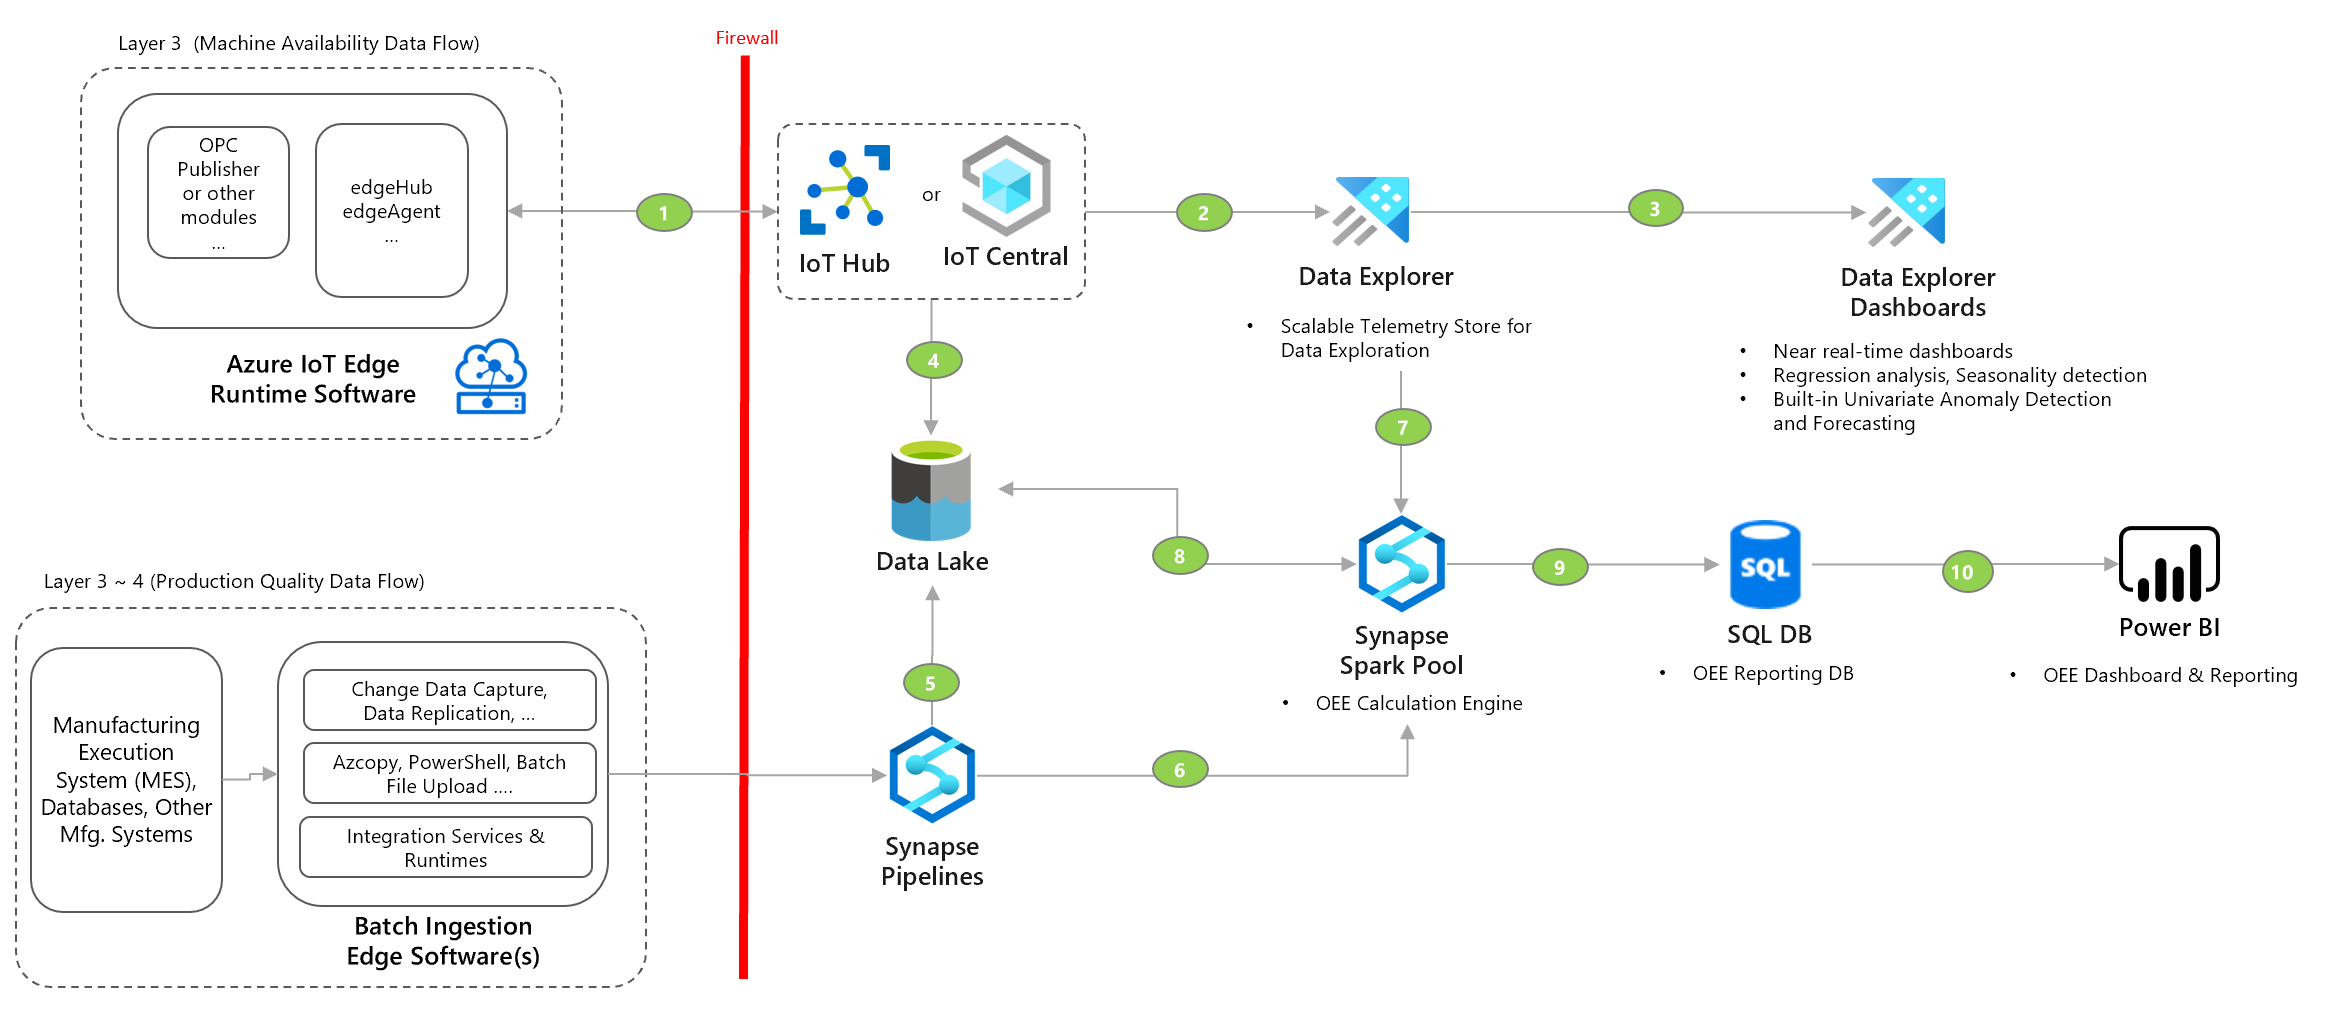 Layer 3  (Machine Availability Data Flow)
OPC
Publisher
or other
modules
...
edgeHub
edgeAgent
...
Azure IoT Edge
Runtime Software
Firewall
1
IoT Hub
or
IoT Central
2
Data Explorer
• Scalable Telemetry Store for
Data Exploration
3
Data Explorer
Dashboards
• Near real-time dashboards
• Regression analysis, Seasonality detection
• Built-in Univariate Anomaly Detection
and Forecasting
4
Data Lake
7
8
Synapse
Spark Pool
• OEE Calculation Engine
9
SQL
SQL DB
• OEE Reporting DB
10
Power BI
• OEE Dashboard & Reporting
Layer 3 ~ 4 (Production Quality Data Flow)
Manufacturing
Execution
System (MES),
Databases, Other
Mfg. Systems
Change Data Capture,
Data Replication, ...
Azcopy, PowerShell, Batch
File Upload ....
Integration Services &
Runtimes
Batch Ingestion
Edge Software(s)
5
Synapse
Pipelines
6